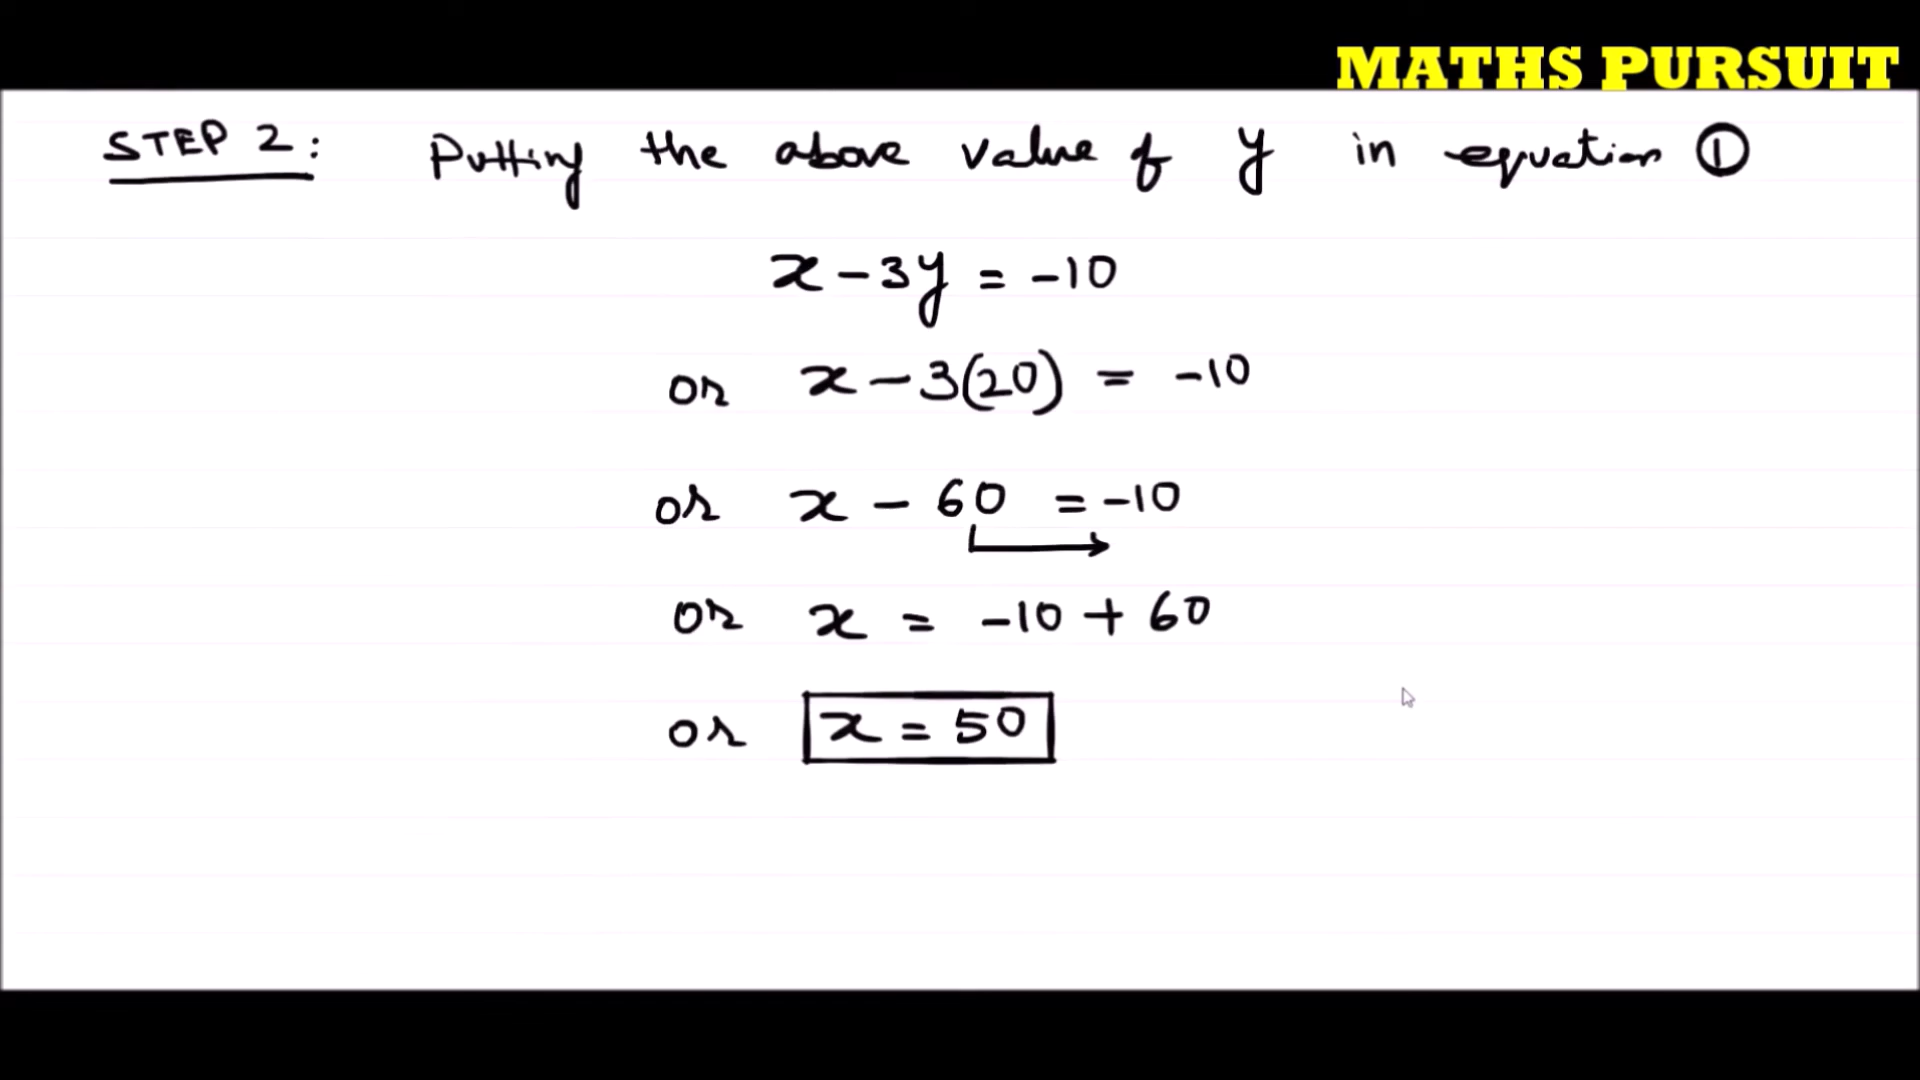 MATHS PURSUIT
STEP 2: Putting the above value of y in equation ①
x - 3y = -10
or x - 3(20) = -10
or x - 60 = -10
or x = -10 + 60
or x = 50